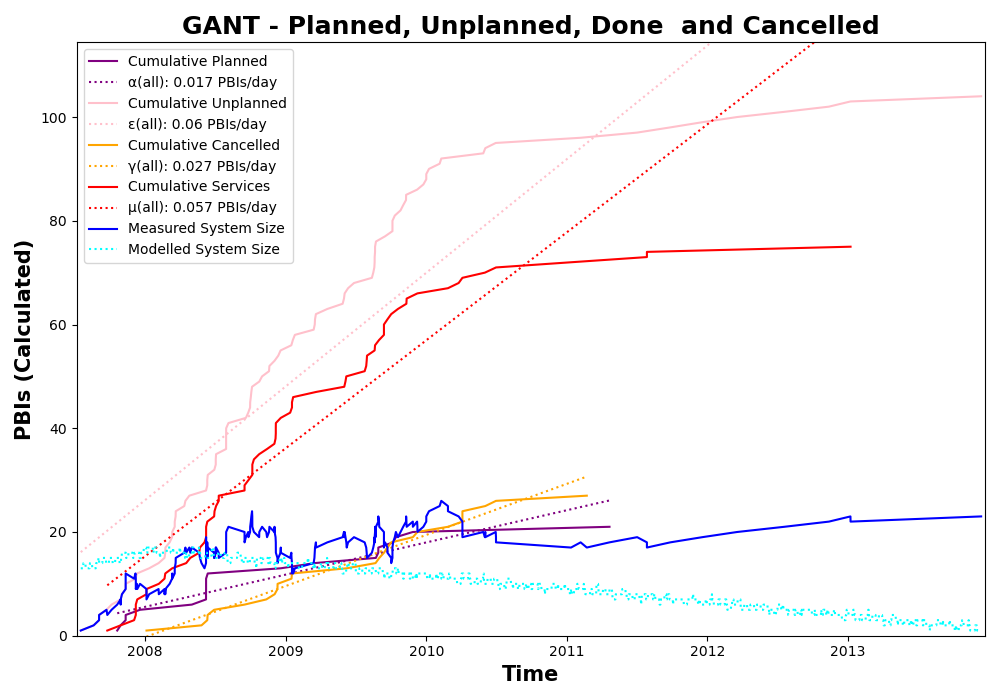 GANT - Planned, Unplanned, Done  and Cancelled
Cumulative Planned
α(all): 0.017 PBIs/day
Cumulative Unplanned
ε(all): 0.06 PBIs/day
Cumulative Cancelled
γ(all): 0.027 PBIs/day
Cumulative Services
μ(all): 0.057 PBIs/day
Measured System Size
Modelled System Size
PBIs (Calculated)
100
80
60
40
20
0
2008 2009 2010 2011 2012 2013
Time